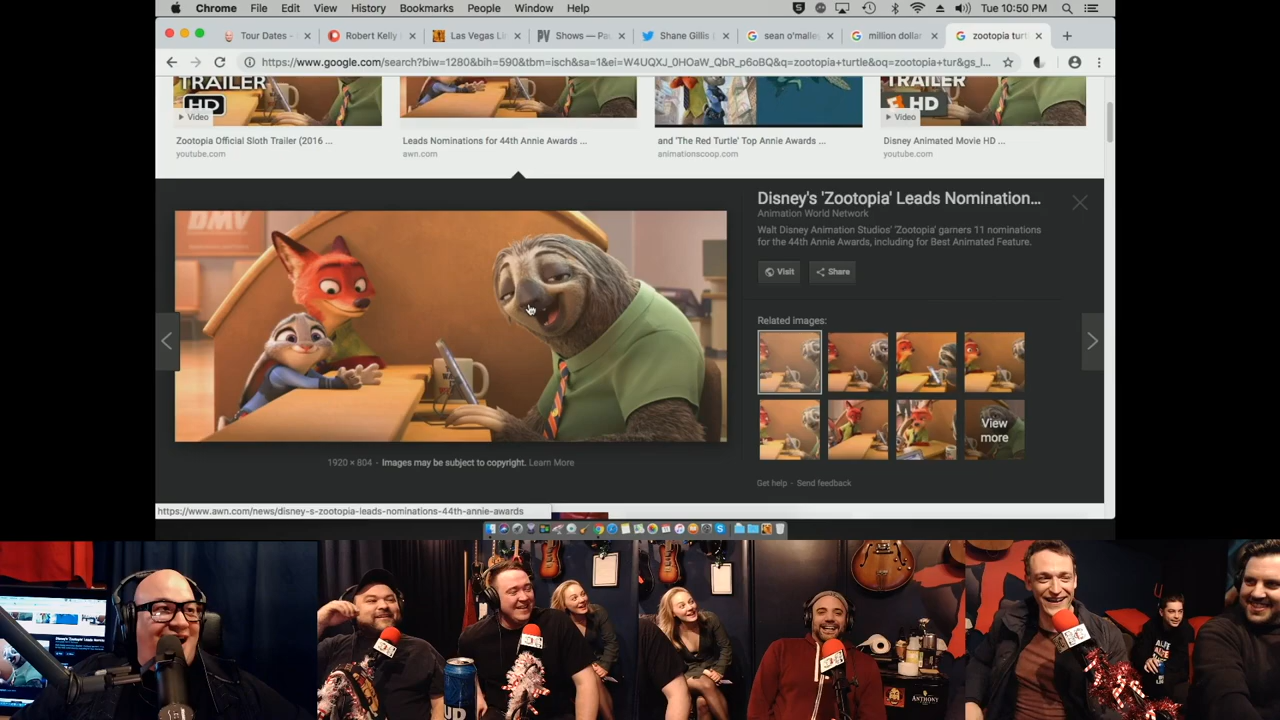 Chrome File Edit View History Bookmarks People Window Help Tue 10:50 PM
Tour Dates - Robert Kelly Las Vegas Li PV Shows — Pau Shane Gillis sean o'malle million dollar zootopia turt
https://www.google.com/search?biw=1280&bih=590&tbm=isch&sa=1&ei=W4UQXJ_0HOaW_QbR_p6oBQ&q=zootopia+turtle&oq=zootopia+tur&gs_l...
TRAILER TRAILER
HD HD
Video Video
Zootopia Official Sloth Trailer (2016 ... Leads Nominations for 44th Annie Awards ... and 'The Red Turtle' Top Annie Awards ... Disney Animated Movie HD ...
youtube.com awn.com animationscoop.com youtube.com
DMV
Disney's 'Zootopia' Leads Nomination...
Animation World Network
Walt Disney Animation Studios' 'Zootopia' garners 11 nominations
for the 44th Annie Awards, including for Best Animated Feature.
Visit Share
Related images:
View
more
1920 × 804 - Images may be subject to copyright. Learn More
Get help - Send feedback
https://www.awn.com/news/disney-s-zootopia-leads-nominations-44th-annie-awards
ANTHONY